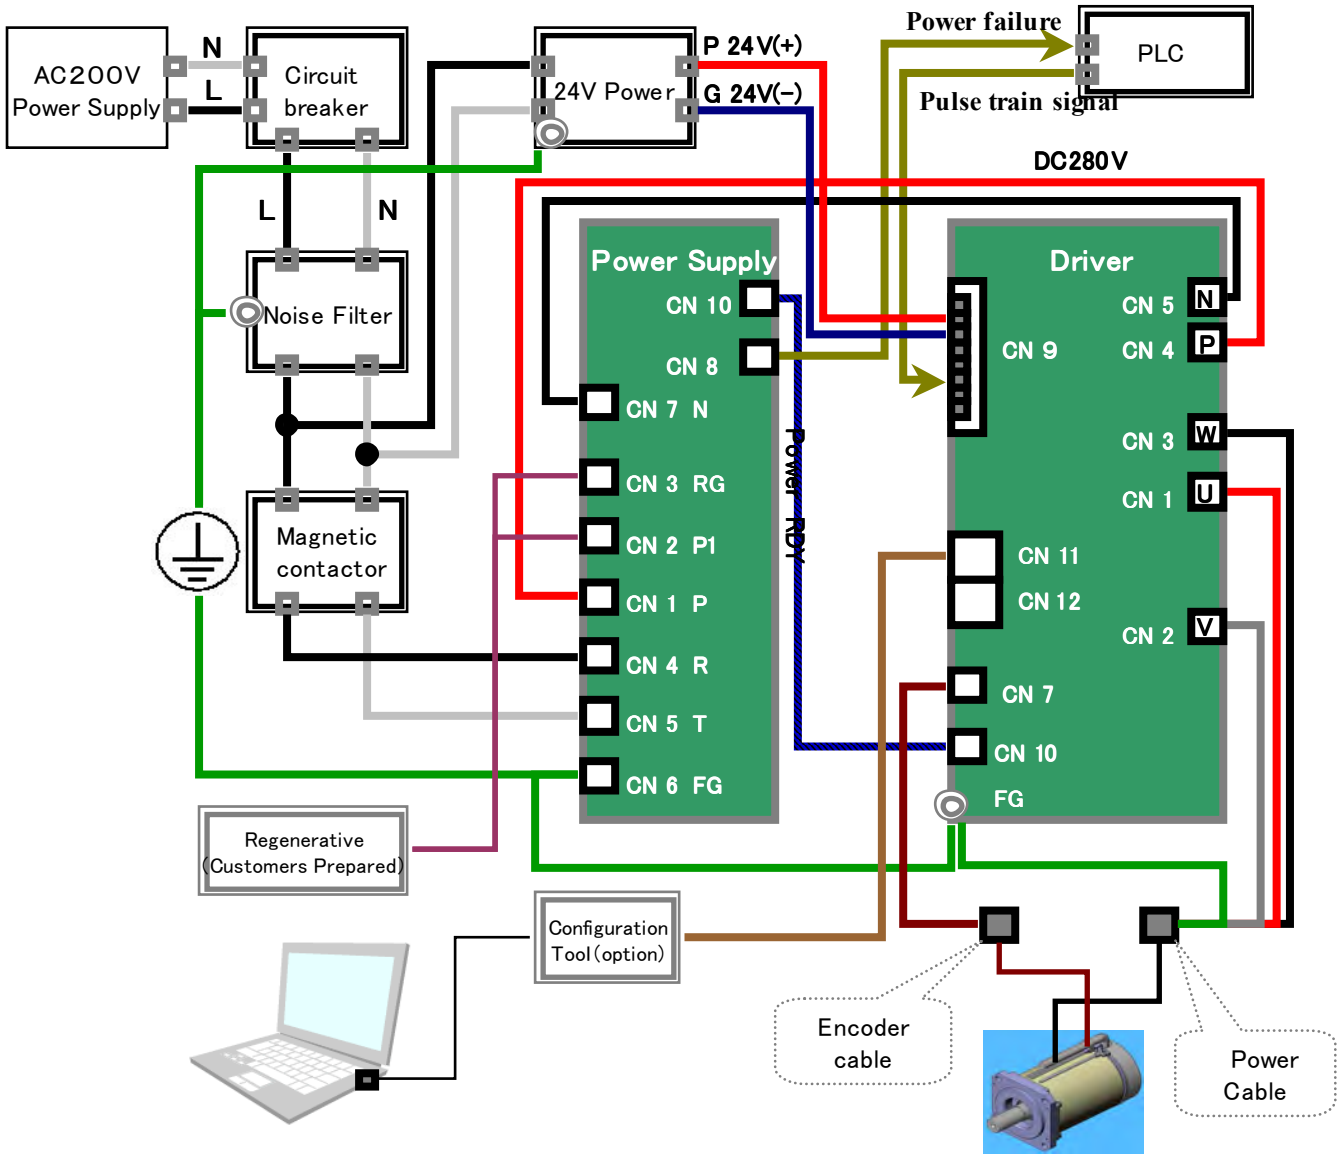 Power failure
N
AC200V
Power Supply
L
Circuit
breaker
24V Power
P 24V(+)
G 24V(-)
PLC
Pulse train signal
DC280V
L
N
Noise Filter
Magnetic
contactor
Power Supply
CN 10
CN 8
CN 7 N
CN 3 RG
CN 2 P1
CN 1 P
CN 4 R
CN 5 T
CN 6 FG
Power RDY
Driver
CN 9
CN 5 N
CN 4 P
CN 3 W
CN 1 U
CN 11
CN 12
CN 2 V
CN 7
CN 10
FG
Regenerative
(Customers Prepared)
Configuration
Tool(option)
Encoder
cable
Power
Cable